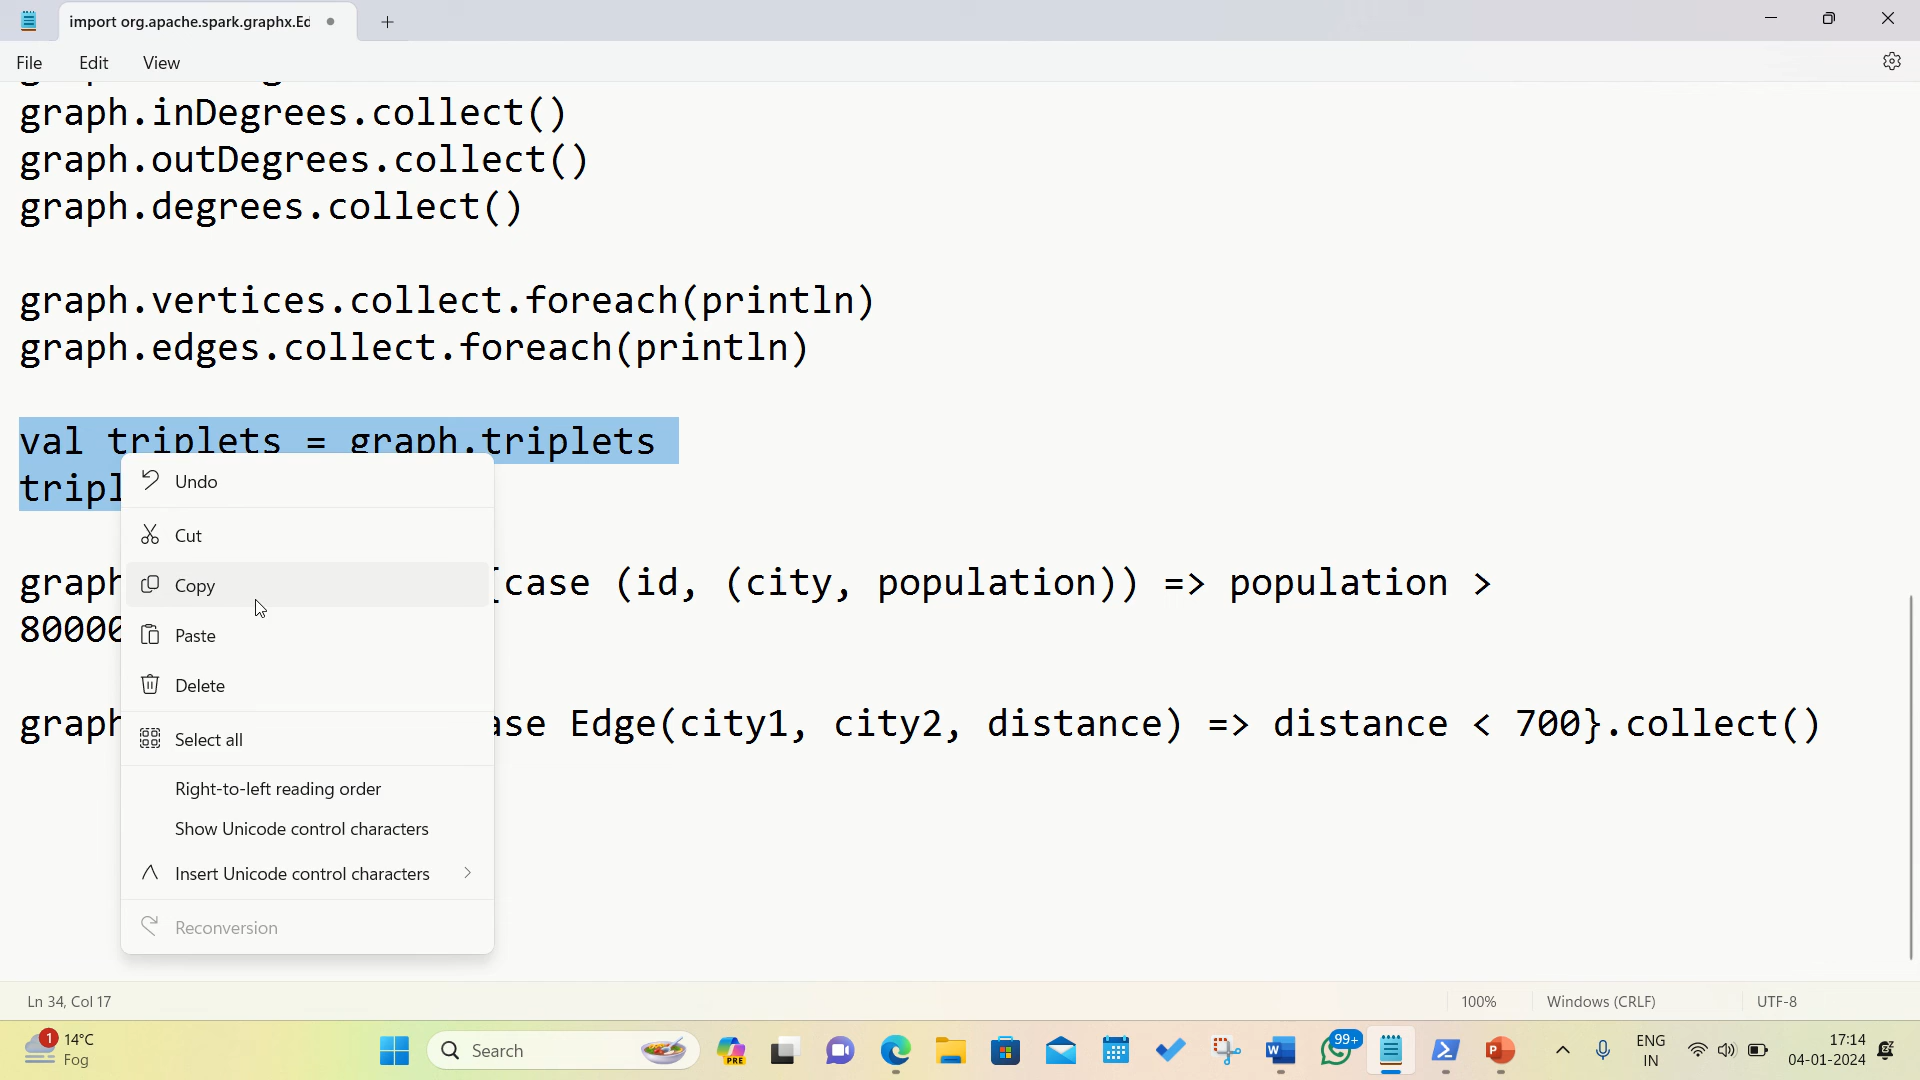 import org.apache.spark.graphx.Ec
File Edit View
graph.inDegrees.collect()
graph.outDegrees.collect()
graph.degrees.collect()
graph.vertices.collect.foreach(println)
graph.edges.collect.foreach(println)
val triplets = graph.triplets
tripl
graph {case (id, (city, population)) => population >
80000
graph ase Edge(city1, city2, distance) => distance < 700}.collect()
Undo
Cut
Copy
Paste
Delete
Select all
Right-to-left reading order
Show Unicode control characters
Insert Unicode control characters
Reconversion
Ln 34, Col 17 100% Windows (CRLF) UTF-8
1 14°C
Fog
Search
PRE
99+
ENG
IN
17:14
04-01-2024